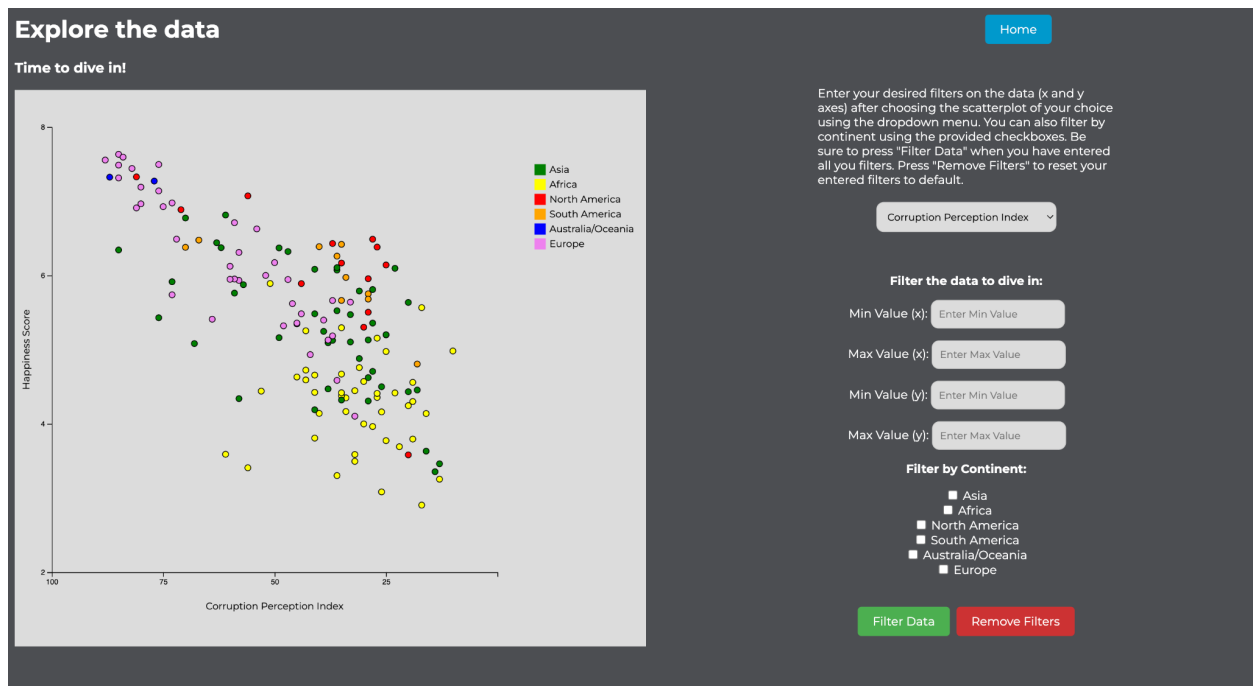 Explore the data
Home
Time to dive in!
Enter your desired filters on the data (x and y
axes) after choosing the scatterplot of your choice
using the dropdown menu. You can also filter by
continent using the provided checkboxes. Be
sure to press "Filter Data" when you have entered
all you filters. Press "Remove Filters" to reset your
entered filters to default.
Corruption Perception Index
8
6
4
2
Happiness Score
100
75
50
25
Corruption Perception Index
Asia
Africa
North America
South America
Australia/Oceania
Europe
Filter the data to dive in:
Min Value (x): Enter Min Value
Max Value (x): Enter Max Value
Min Value (y): Enter Min Value
Max Value (y): Enter Max Value
Filter by Continent:
Asia
Africa
North America
South America
Australia/Oceania
Europe
Filter Data
Remove Filters